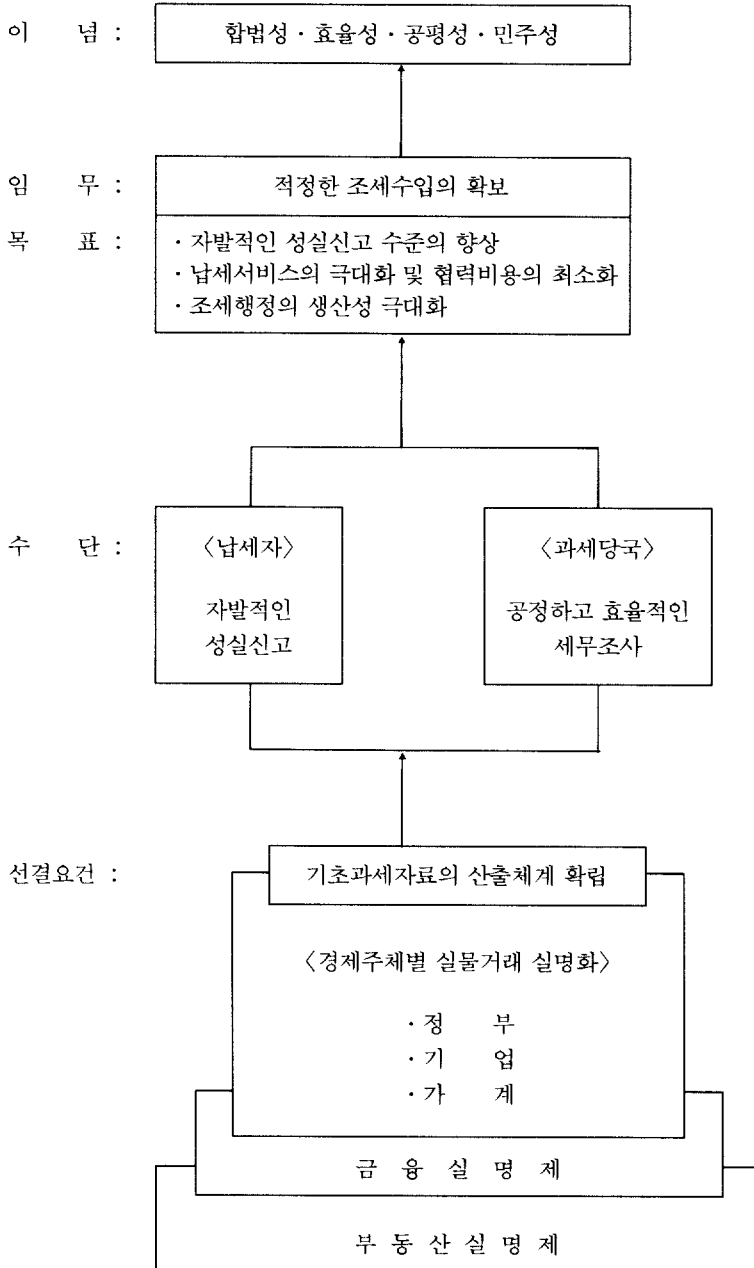 이 념 : 합법성 · 효율성 · 공평성 · 민주성
임 무 : 적정한 조세수입의 확보
목 표 : · 자발적인 성실신고 수준의 향상
· 납세서비스의 극대화 및 협력비용의 최소화
· 조세행정의 생산성 극대화
수 단 : 〈납세자〉 〈과세당국〉
자발적인 공정하고 효율적인
성실신고 세무조사
선결요건 : 기초과세자료의 산출체계 확립
〈경제주체별 실물거래 실명화〉
· 정 부
· 기 업
· 가 계
금 융 실 명 제
부 동 산 실 명 제